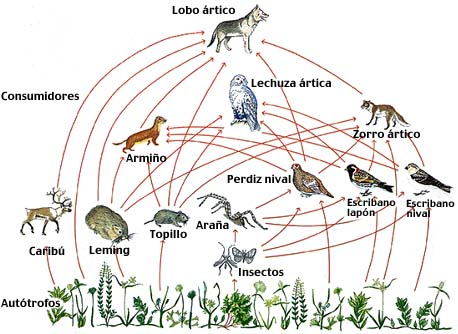 Lobo ártico
Lechuza ártica
Consumidores
Zorro ártico
Armiño
Perdiz nival
Escribano
lapón
Escribano
nival
Topillo
Araña
Caribú
Leming
Insectos
Autótrofos